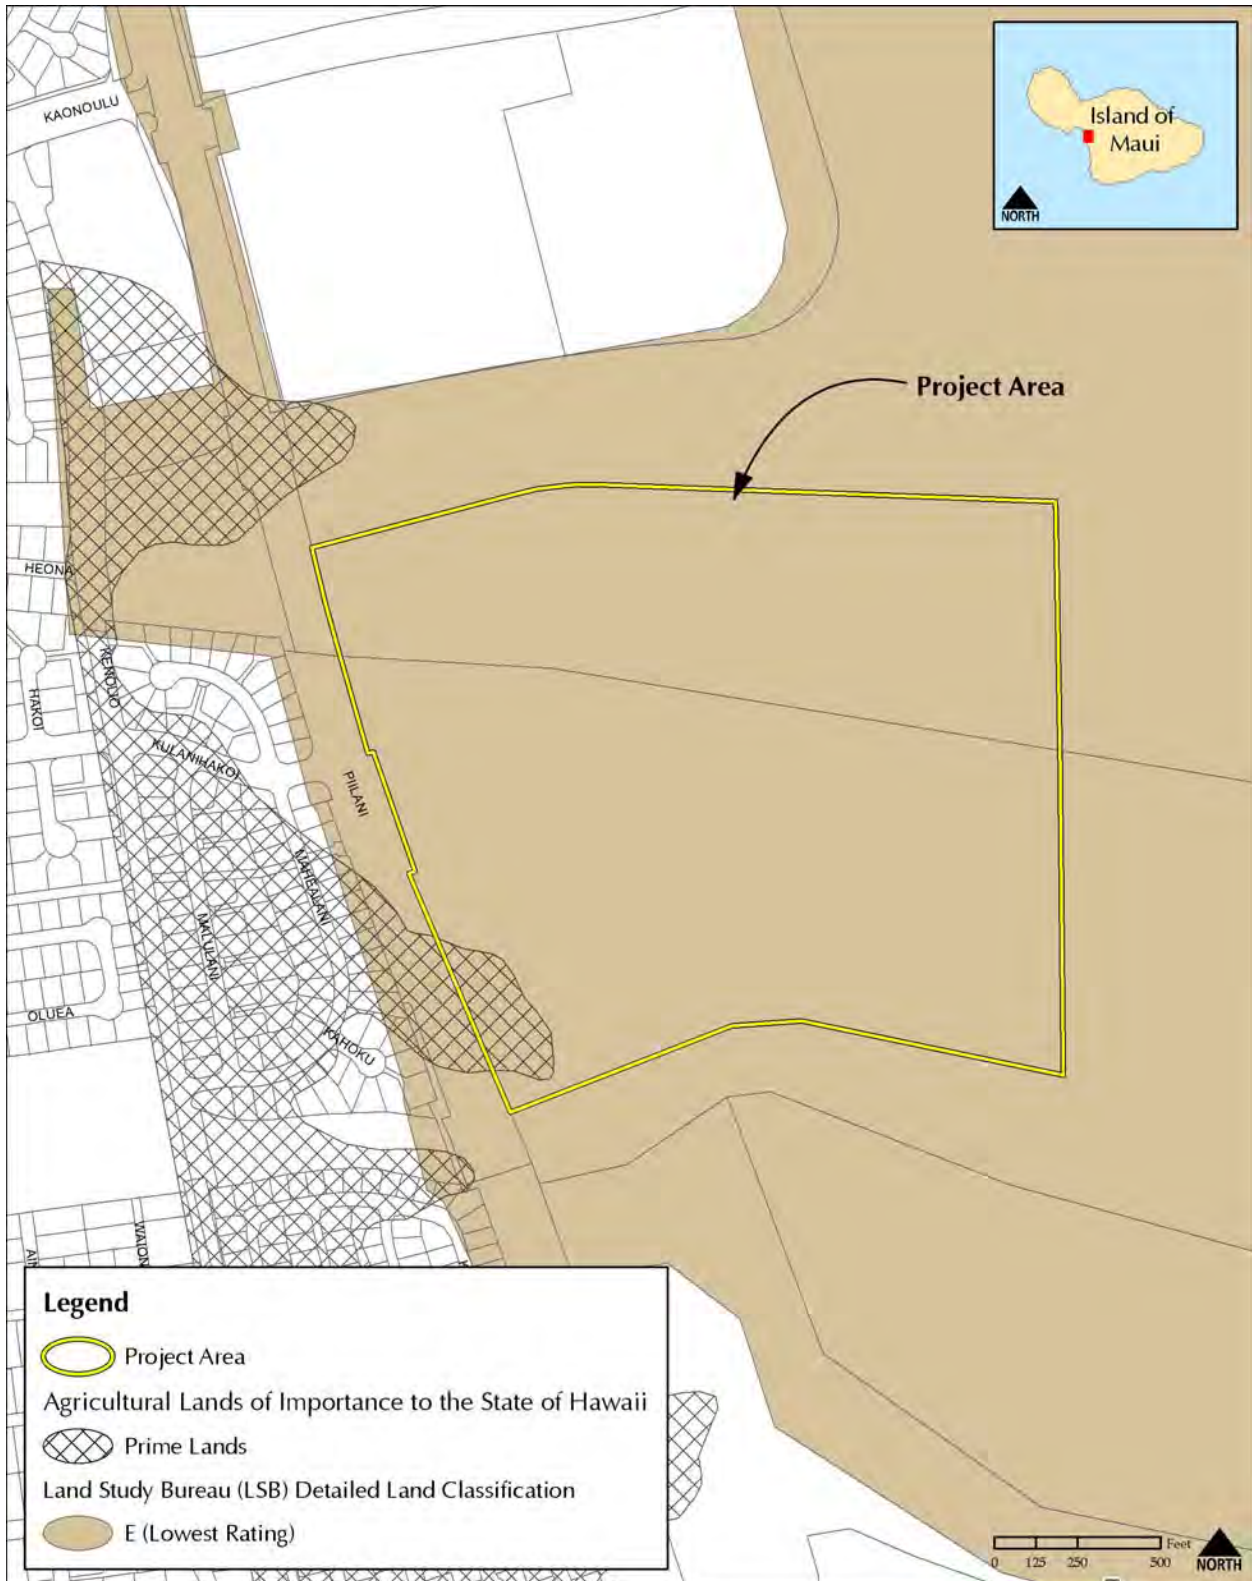 KAONOULU
Island of
Maui
NORTH
Project Area
HEONA
KENOLIO
HAKOI
KULANIHAKOI
PIILANI
MAHEALANI
MALULANI
OLUEA
KAHOKU
WAION
Legend
Project Area
Agricultural Lands of Importance to the State of Hawaii
Prime Lands
Land Study Bureau (LSB) Detailed Land Classification
E (Lowest Rating)
Feet
0 125 250 500
NORTH